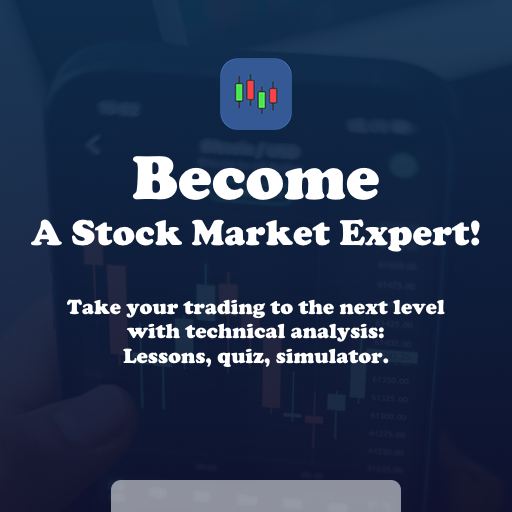 Become
A Stock Market Expert!
Take your trading to the next level
with technical analysis:
Lessons, quiz, simulator.